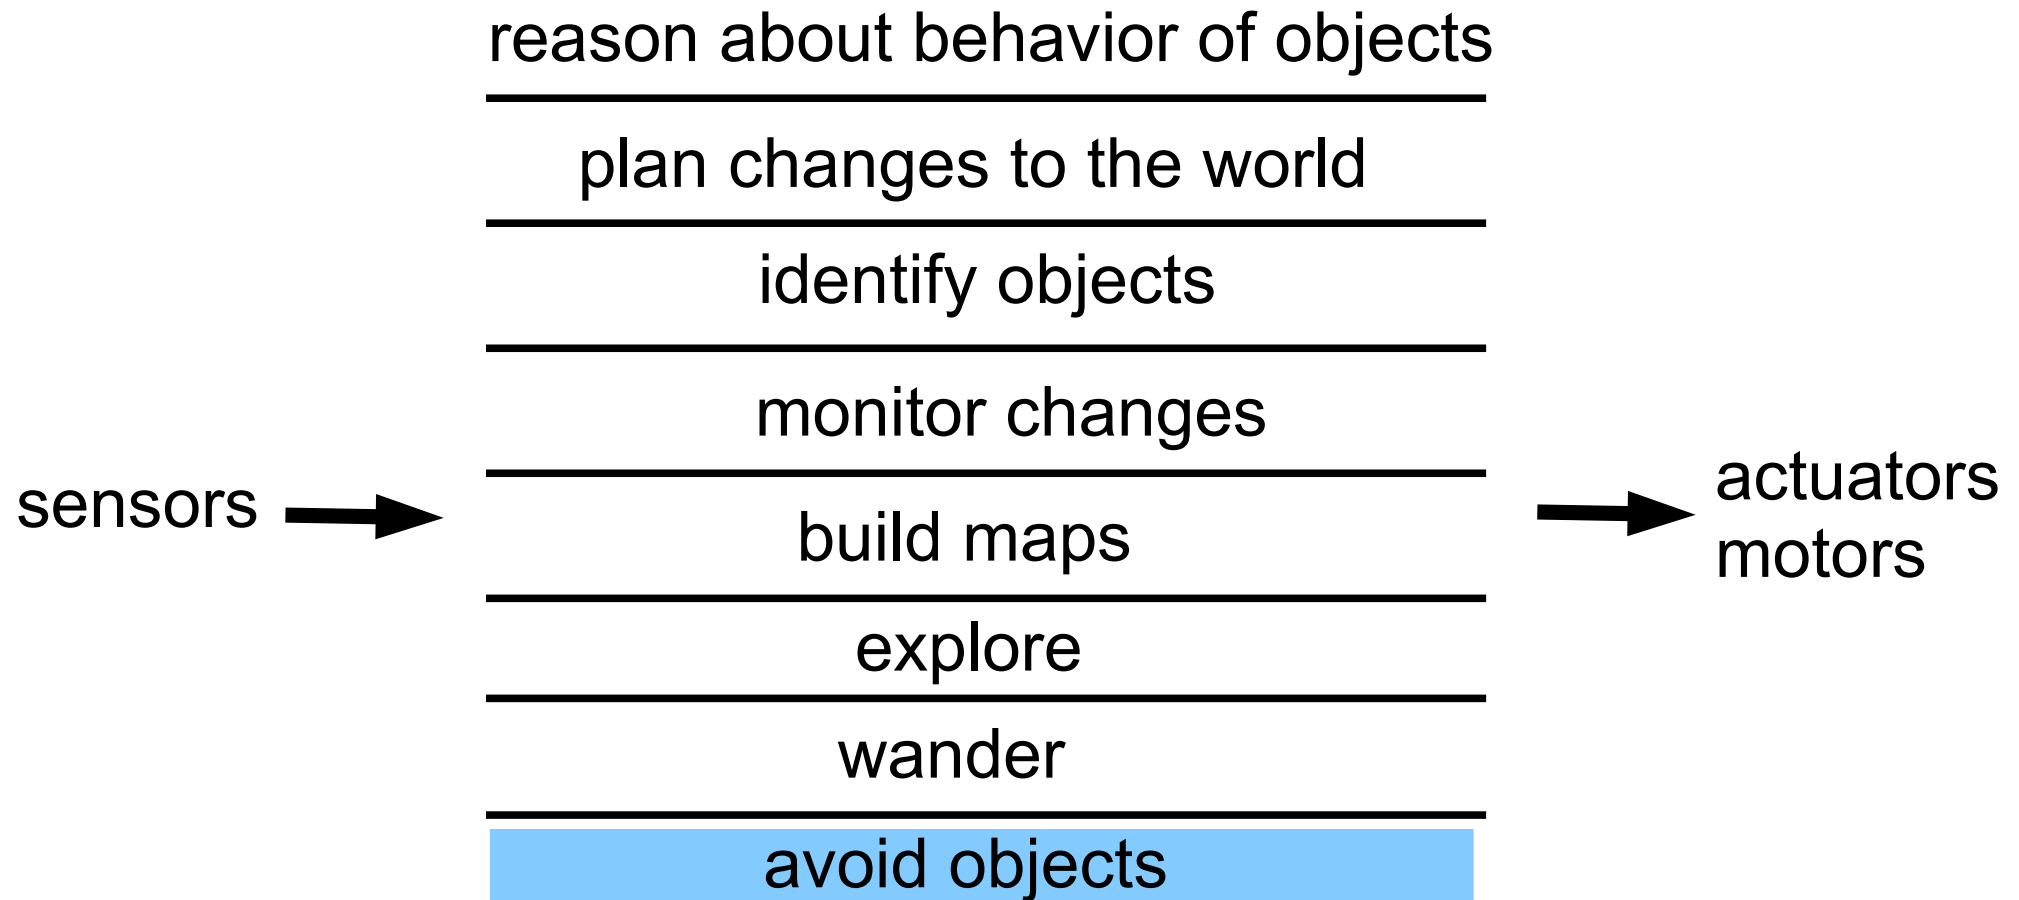 reason about behavior of objects
plan changes to the world
identify objects
monitor changes
sensors
build maps
actuators
motors
explore
wander
avoid objects